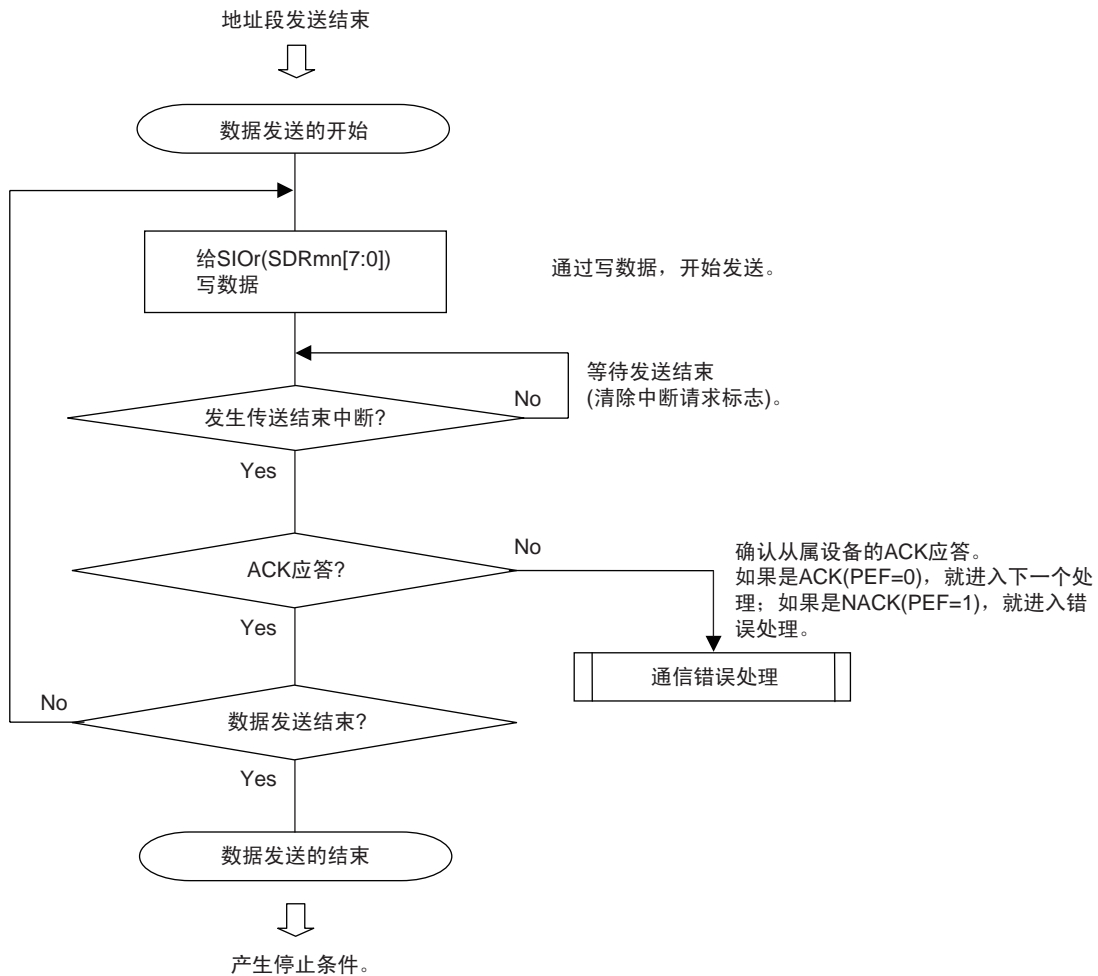 地址段发送结束
数据发送的开始
给SIOr(SDRmn[7:0])
写数据
通过写数据，开始发送。
等待发送结束
(清除中断请求标志)。
No
发生传送结束中断?
Yes
No
ACK应答?
确认从属设备的ACK应答。
如果是ACK(PEF=0)，就进入下一个处
理；如果是NACK(PEF=1)，就进入错
误处理。
Yes
通信错误处理
No
数据发送结束?
Yes
数据发送的结束
产生停止条件。